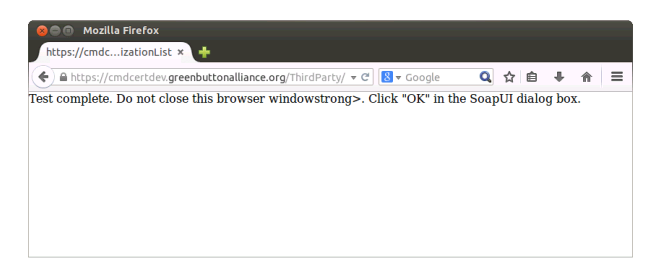 Mozilla Firefox
https://cmdc...izationList
https://cmdcertdev.greenbuttonalliance.org/ThirdParty/ Google
Test complete. Do not close this browser windowstrong>. Click "OK" in the SoapUI dialog box.